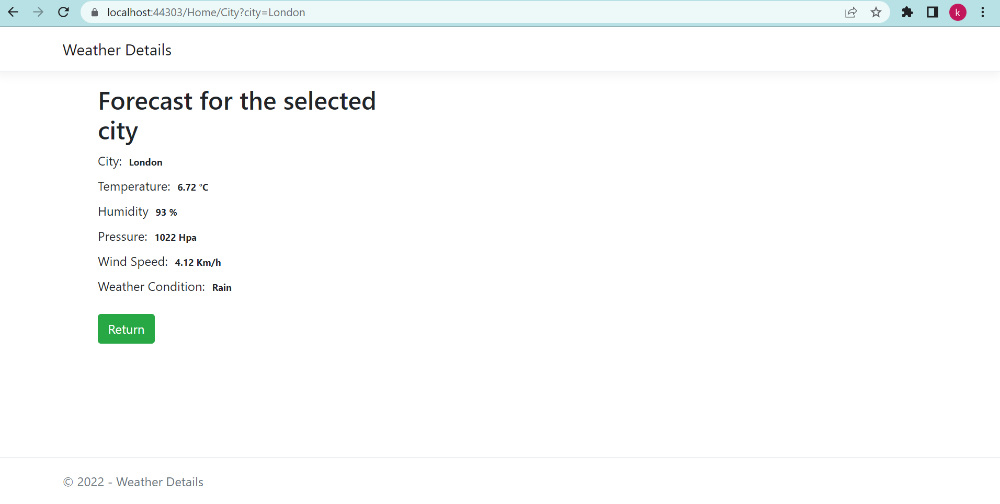 localhost:44303/Home/City?city=London
k
Weather Details
Forecast for the selected
city
City: London
Temperature: 6.72 °C
Humidity 93 %
Pressure: 1022 Hpa
Wind Speed: 4.12 Km/h
Weather Condition: Rain
Return
© 2022 - Weather Details